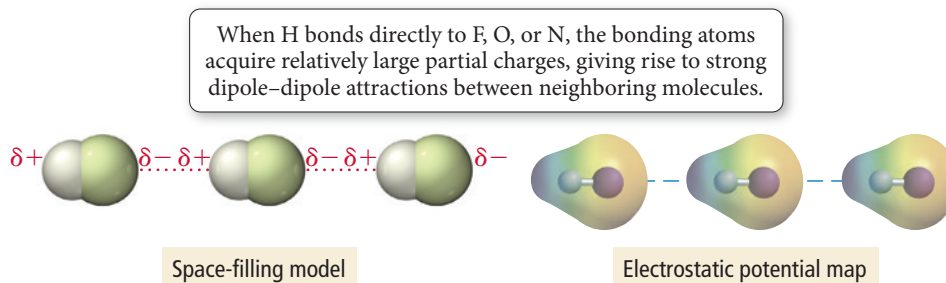 When H bonds directly to F, O, or N, the bonding atoms
acquire relatively large partial charges, giving rise to strong
dipole–dipole attractions between neighboring molecules.
δ+ δ− δ+ δ− δ+ δ−
Space-filling model
Electrostatic potential map